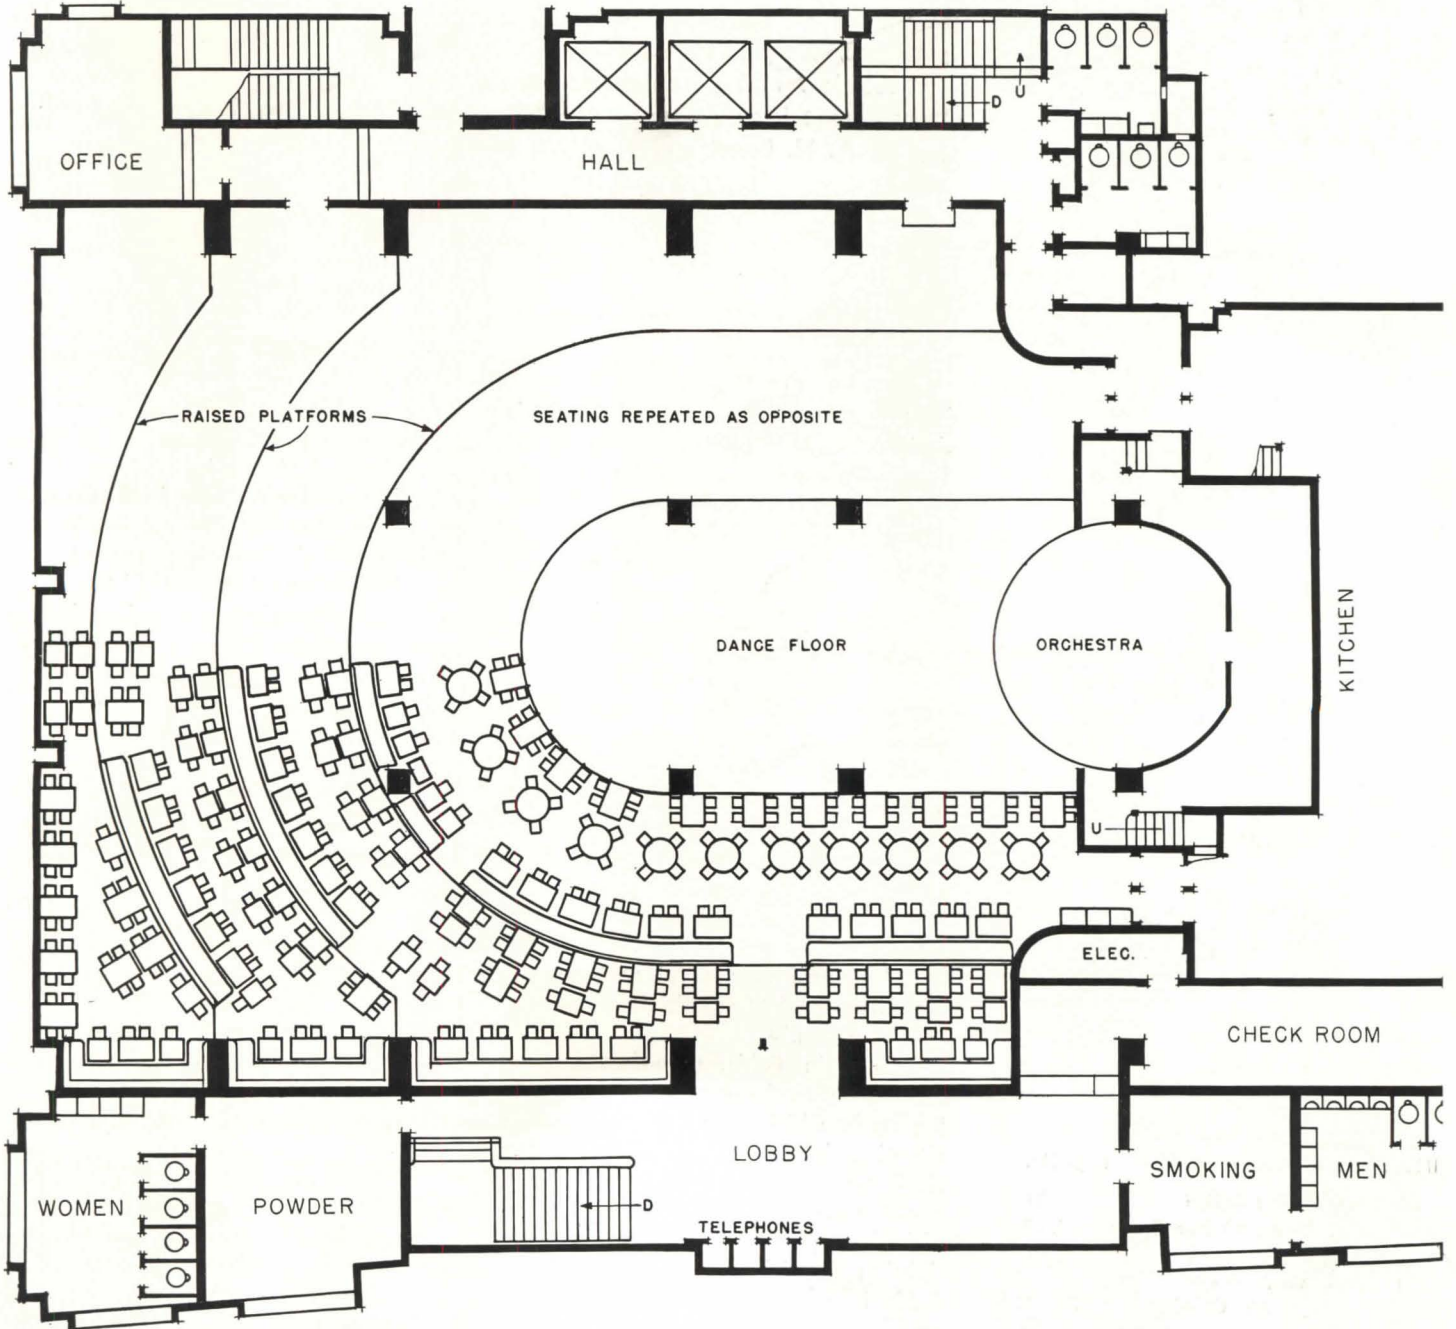 OFFICE
HALL
D
U
RAISED PLATFORMS
SEATING REPEATED AS OPPOSITE
DANCE FLOOR
ORCHESTRA
KITCHEN
U
ELEC.
CHECK ROOM
LOBBY
WOMEN
POWDER
D
TELEPHONES
SMOKING
MEN